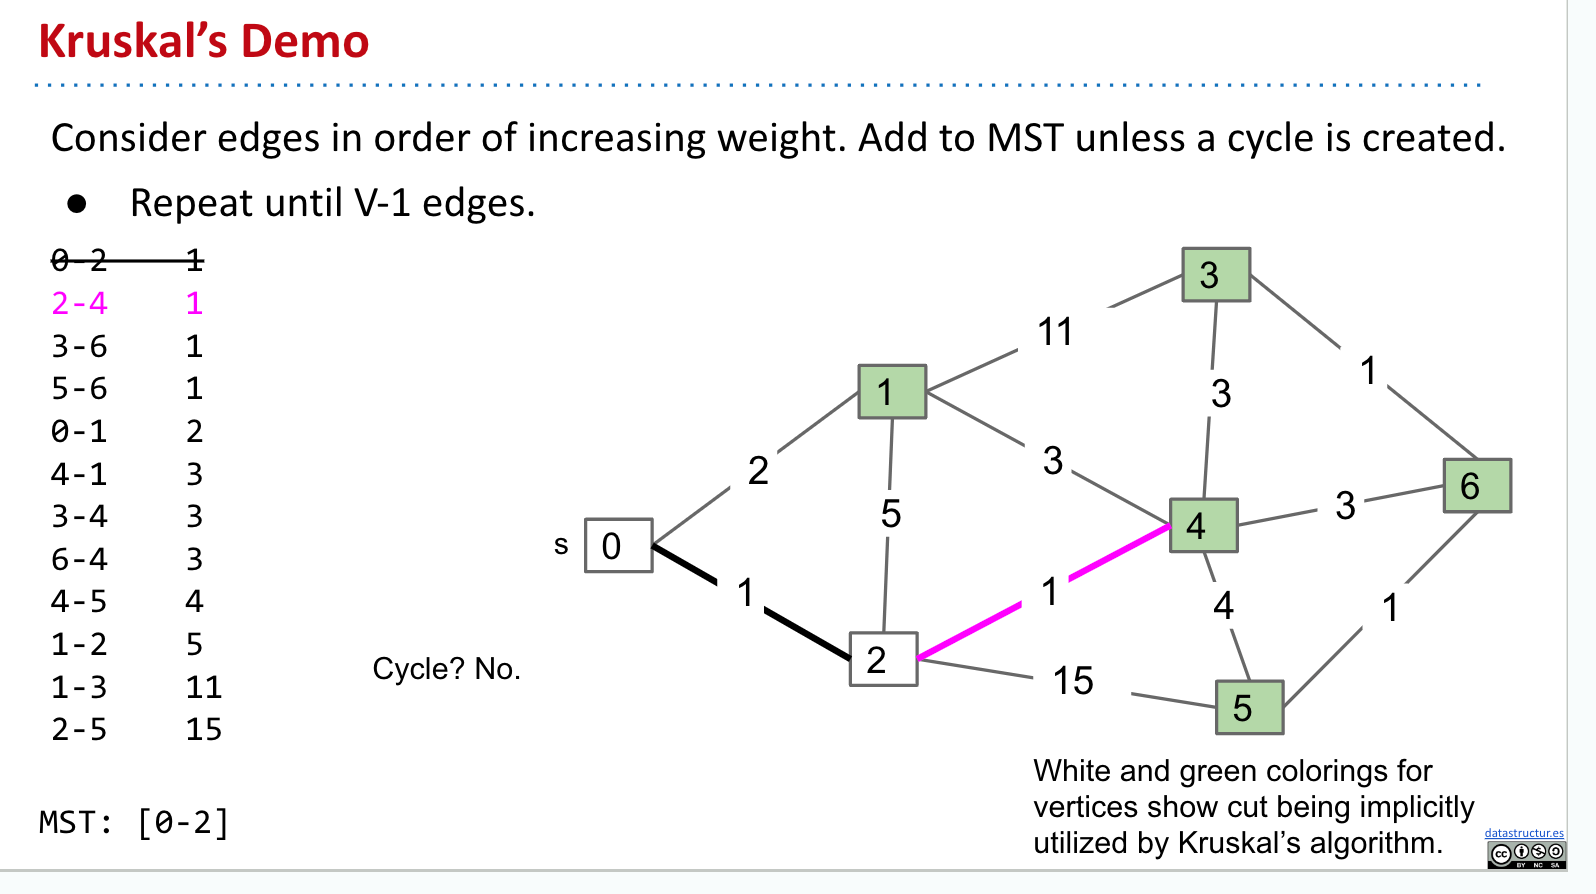 Kruskal's Demo
Consider edges in order of increasing weight. Add to MST unless a cycle is created.
● Repeat until V-1 edges.
0-2 1
2-4 1
3-6 1
5-6 1
0-1 2
4-1 3
3-4 3
6-4 3
4-5 4
1-2 5
1-3 11
2-5 15
MST: [0-2]
Cycle? No.
3
11
1
1
3
2
3
6
5
3
4
s 0
1
1
4
1
2
15
5
White and green colorings for
vertices show cut being implicitly
utilized by Kruskal's algorithm.
datastructur.es
cc
BY NC SA